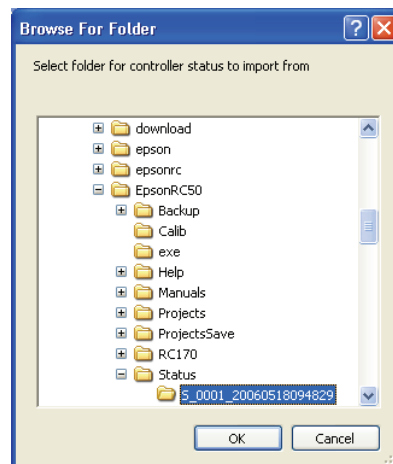 Browse For Folder
Select folder for controller status to import from
download
epson
epsonrc
EpsonRC50
Backup
Calib
exe
Help
Manuals
Projects
ProjectsSave
RC170
Status
S_0001_20060518094829
OK Cancel